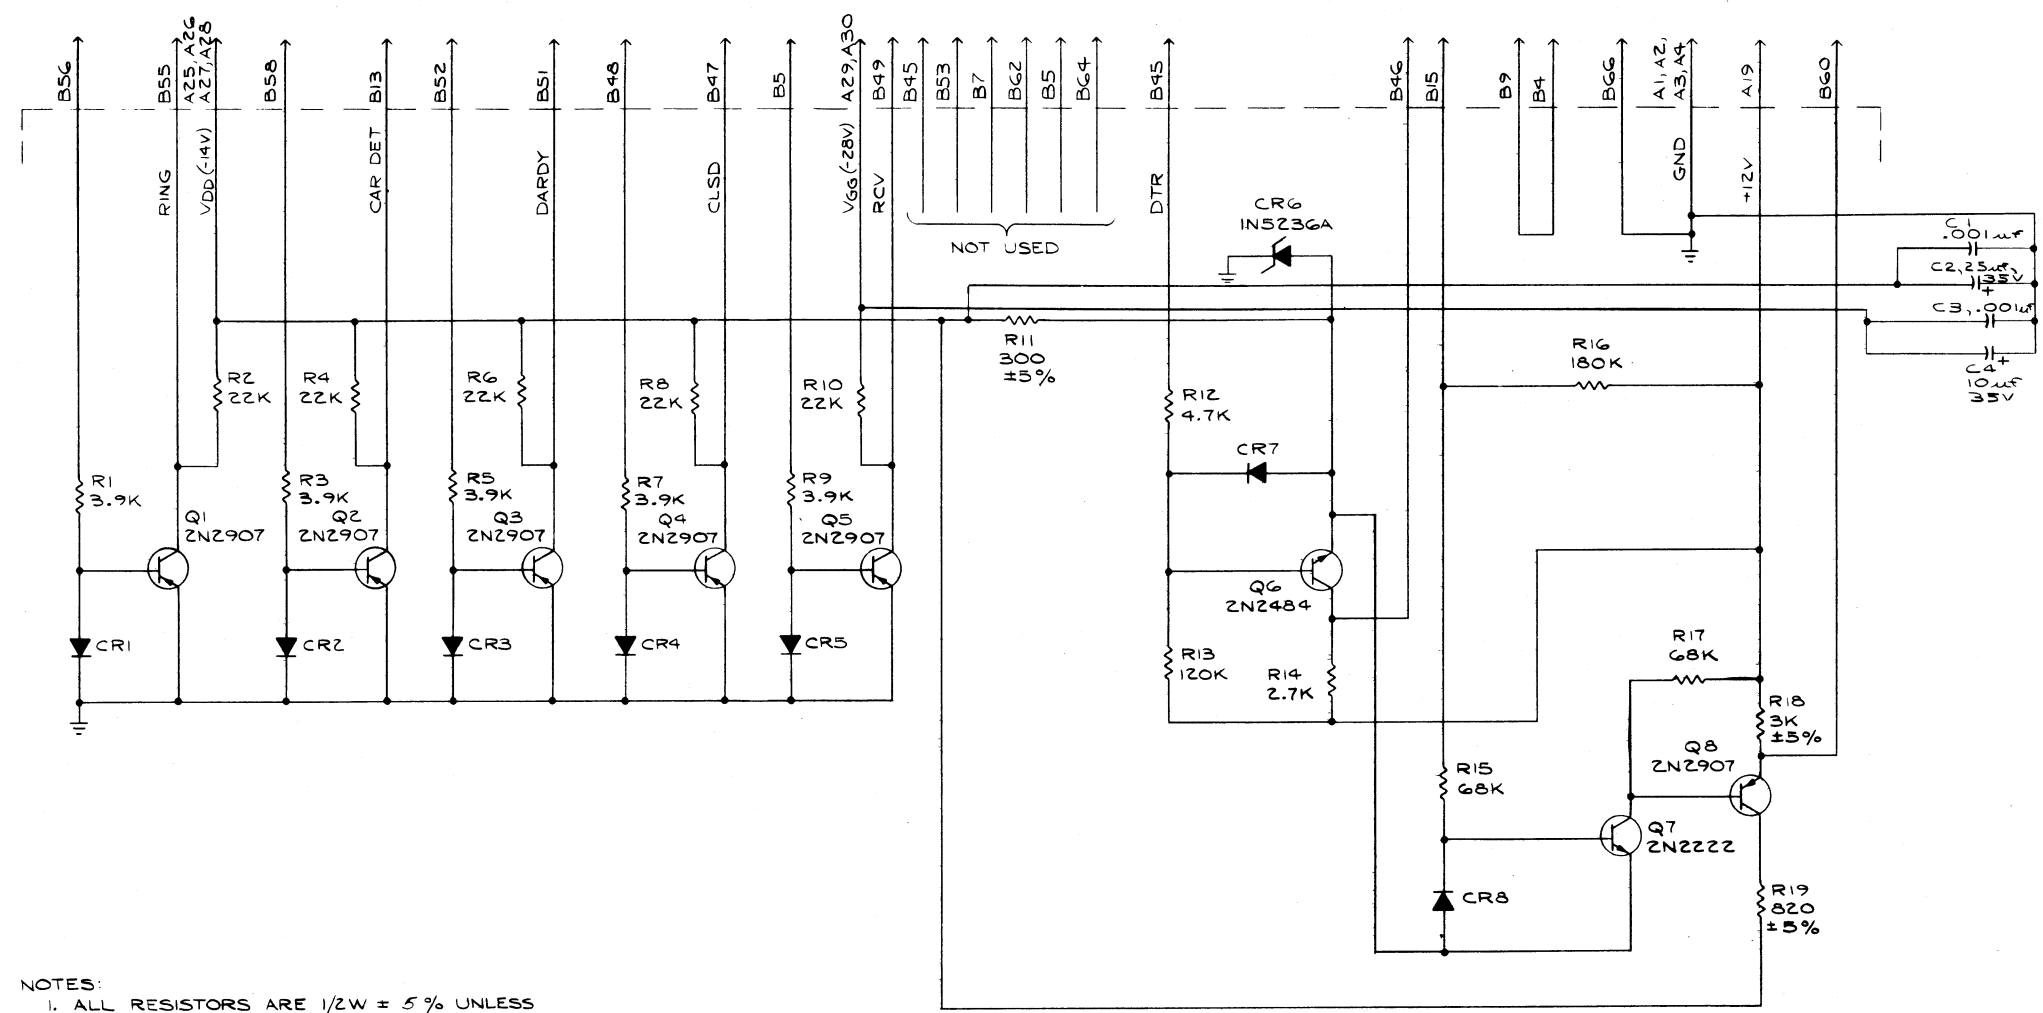 B56
B55
A25, A26
A27, A28
B58
B13
B52
B51
B48
B47
B5
A29, A30
B49
B45
B53
B7
B62
B5
B64
B45
B46
B15
B9
B4
B66
A1, A2,
A3, A4
A19
B60
RING
VDD (-14V)
CAR DET
DARDY
CLSD
VGG (-28V)
RCV
NOT USED
DTR
GND
+12V
CR6
1N5236A
C1
.001uf
C2, 25uf,
35V
+
C3, .001uf
+
C4
10uf
35V
R11
300
±5%
R16
180K
R2
22K
R4
22K
R6
22K
R8
22K
R10
22K
R12
4.7K
CR7
R1
3.9K
R3
3.9K
R5
3.9K
R7
3.9K
R9
3.9K
Q1
2N2907
Q2
2N2907
Q3
2N2907
Q4
2N2907
Q5
2N2907
Q6
2N2484
CR1
CR2
CR3
CR4
CR5
R13
120K
R14
2.7K
R17
68K
R18
3K
±5%
Q8
2N2907
R15
68K
Q7
2N2222
CR8
R19
820
±5%
NOTES:
1. ALL RESISTORS ARE 1/2W ± 5% UNLESS